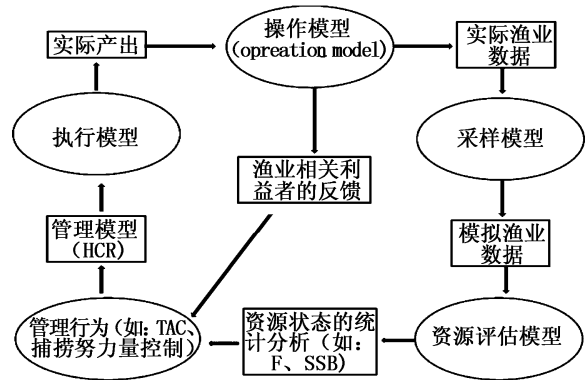 实际产出
操作模型
(opreation model)
实际渔业
数据
执行模型
采样模型
渔业相关利
益者的反馈
管理模型
(HCR)
模拟渔业
数据
管理行为(如:TAC、
捕捞努力量控制)
资源状态的统
计分析(如:
F、SSB)
资源评估模型